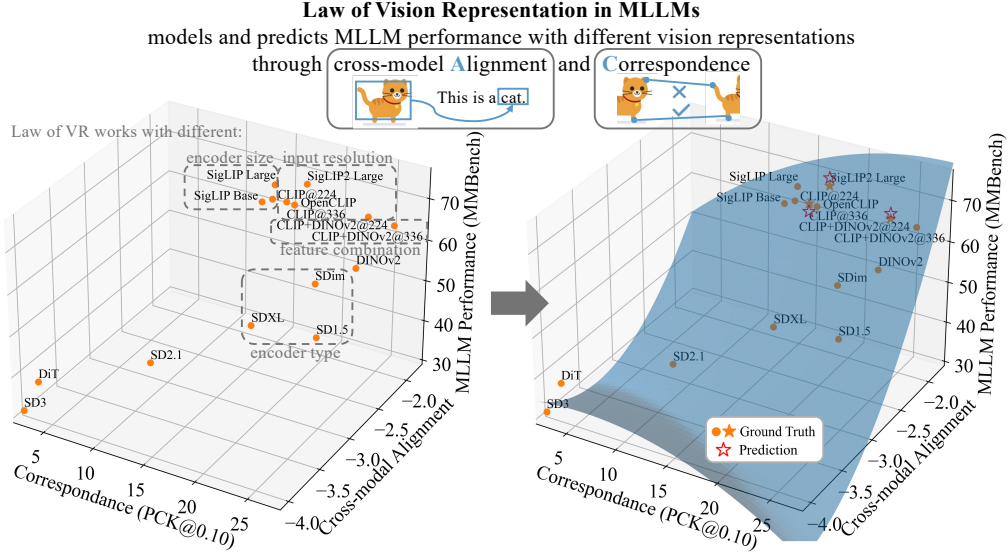 Law of Vision Representation in MLLMs
models and predicts MLLM performance with different vision representations
through cross-model Alignment and Correspondence
This is a cat.
Law of VR works with different:
encoder size
input resolution
SigLIP Large
SigLIP2 Large
SigLIP Base
CLIP@224
OpenCLIP
CLIP@336
CLIP+DINOv2@224
CLIP+DINOv2@336
feature combination
DINOv2
SDim
SDXL
SD1.5
encoder type
SD2.1
DiT
SD3
70
60
50
40
30
MLLM Performance (MMBench)
−2.0
−2.5
−3.0
−3.5
−4.0
Cross-modal Alignment
5
10
15
20
25
Correspondance (PCK@0.10)
SigLIP Large
SigLIP2 Large
SigLIP Base
CLIP@224
OpenCLIP
CLIP@336
CLIP+DINOv2@224
CLIP+DINOv2@336
DINOv2
SDim
SDXL
SD1.5
SD2.1
DiT
SD3
Ground Truth
Prediction
70
60
50
40
30
MLLM Performance (MMBench)
−2.0
−2.5
−3.0
−3.5
−4.0
Cross-modal Alignment
5
10
15
20
25
Correspondance (PCK@0.10)